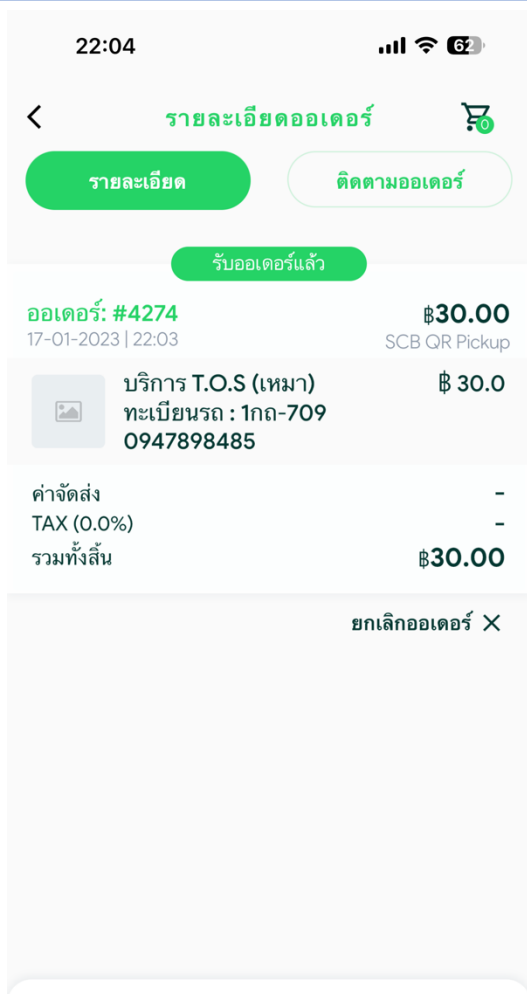 22:04
62
รายละเอียดออเดอร์
0
รายละเอียด
ติดตามออเดอร์
รับออเดอร์แล้ว
ออเดอร์: #4274
฿30.00
17-01-2023 | 22:03
SCB QR Pickup
บริการ T.O.S (เหมา)
฿ 30.0
ทะเบียนรถ : 1กถ-709
0947898485
ค่าจัดส่ง
-
TAX (0.0%)
-
รวมทั้งสิ้น
฿30.00
ยกเลิกออเดอร์ ✕